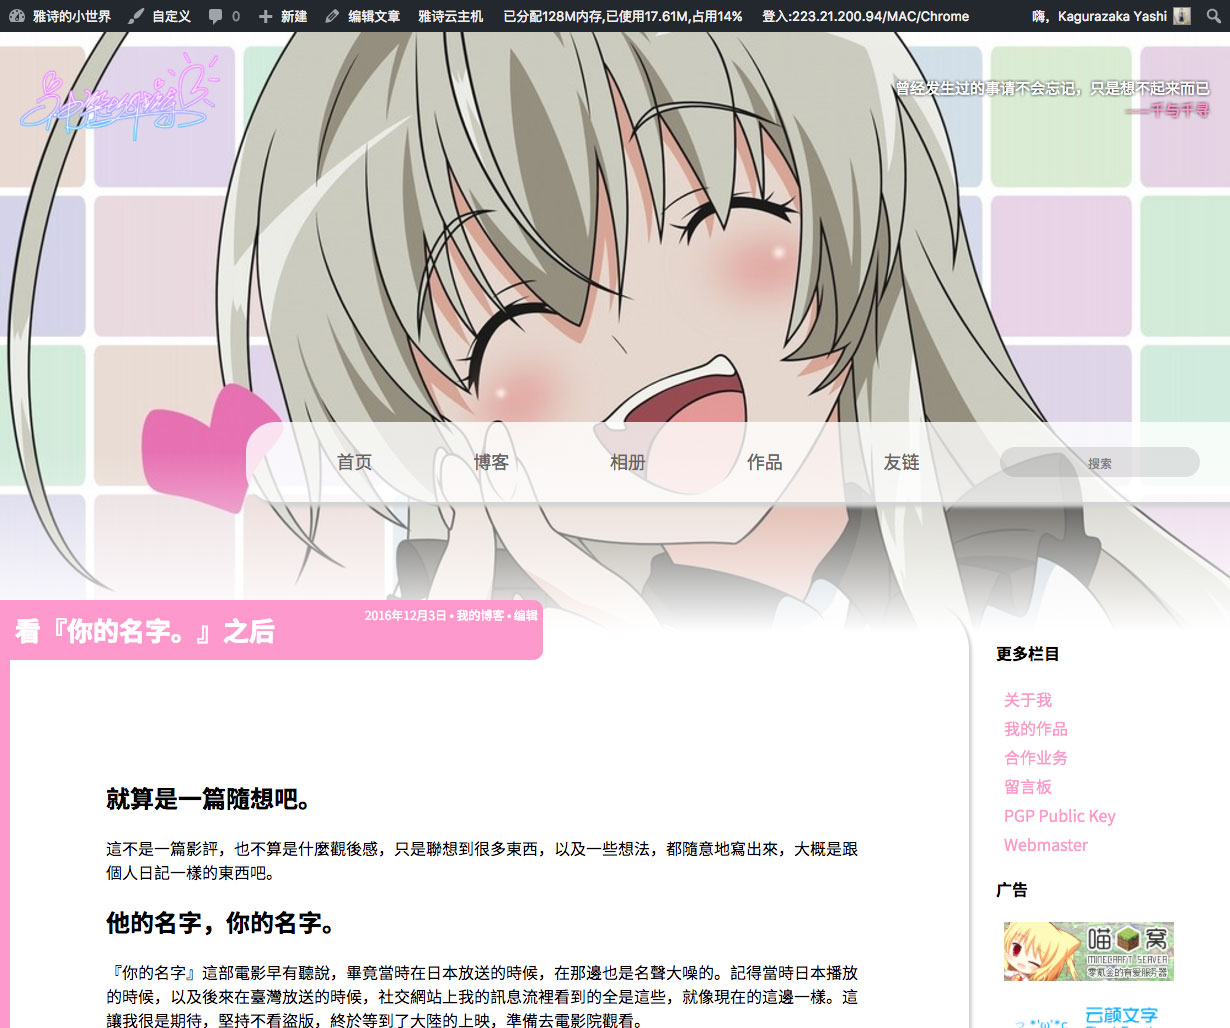 雅诗的小世界 自定义 0 新建 编辑文章 雅诗云主机 已分配128M内存,已使用17.61M,占用14% 登入:223.21.200.94/MAC/Chrome 嗨，Kagurazaka Yashi
曾经发生过的事请不会忘记，只是想不起来而已
——千与千寻
首页 博客 相册 作品 友链 搜索
2016年12月3日 • 我的博客 • 编辑
看『你的名字。』之后
就算是一篇隨想吧。
這不是一篇影評，也不算是什麼觀後感，只是聯想到很多東西，以及一些想法，都隨意地寫出來，大概是跟
個人日記一樣的東西吧。
他的名字，你的名字。
『你的名字』這部電影早有聽說，畢竟當時在日本放送的時候，在那邊也是名聲大噪的。記得當時日本播放
的時候，以及後來在臺灣放送的時候，社交網站上我的訊息流裡看到的全是這些，就像現在的這邊一樣。這
讓我很是期待，堅持不看盜版，終於等到了大陸的上映，準備去電影院觀看。
更多栏目
关于我
我的作品
合作业务
留言板
PGP Public Key
Webmaster
广告
喵 窝
MINECRAFT SERVER
零氪金的有爱服务器
云颜文字